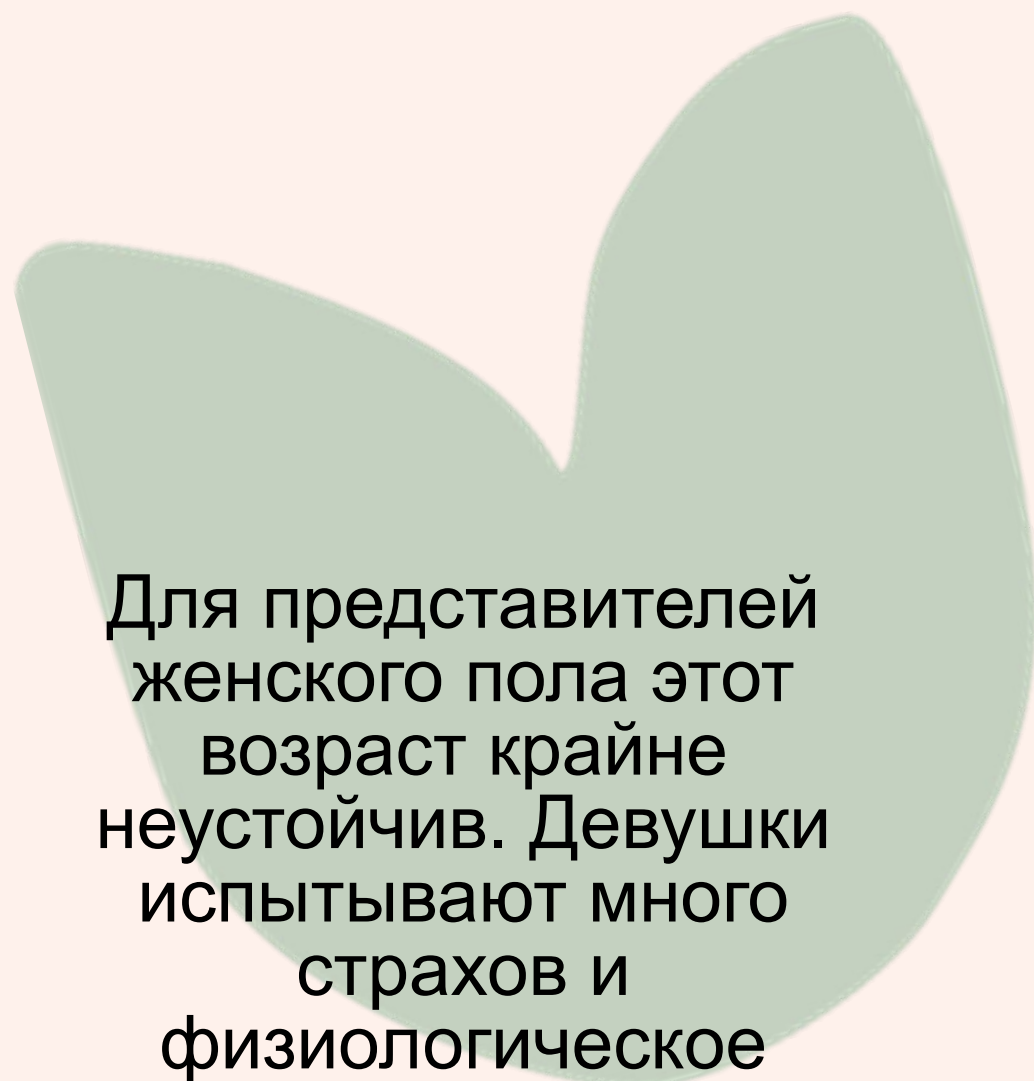 Для представителей
женского пола этот
возраст крайне
неустойчив. Девушки
испытывают много
страхов и
физиологическое